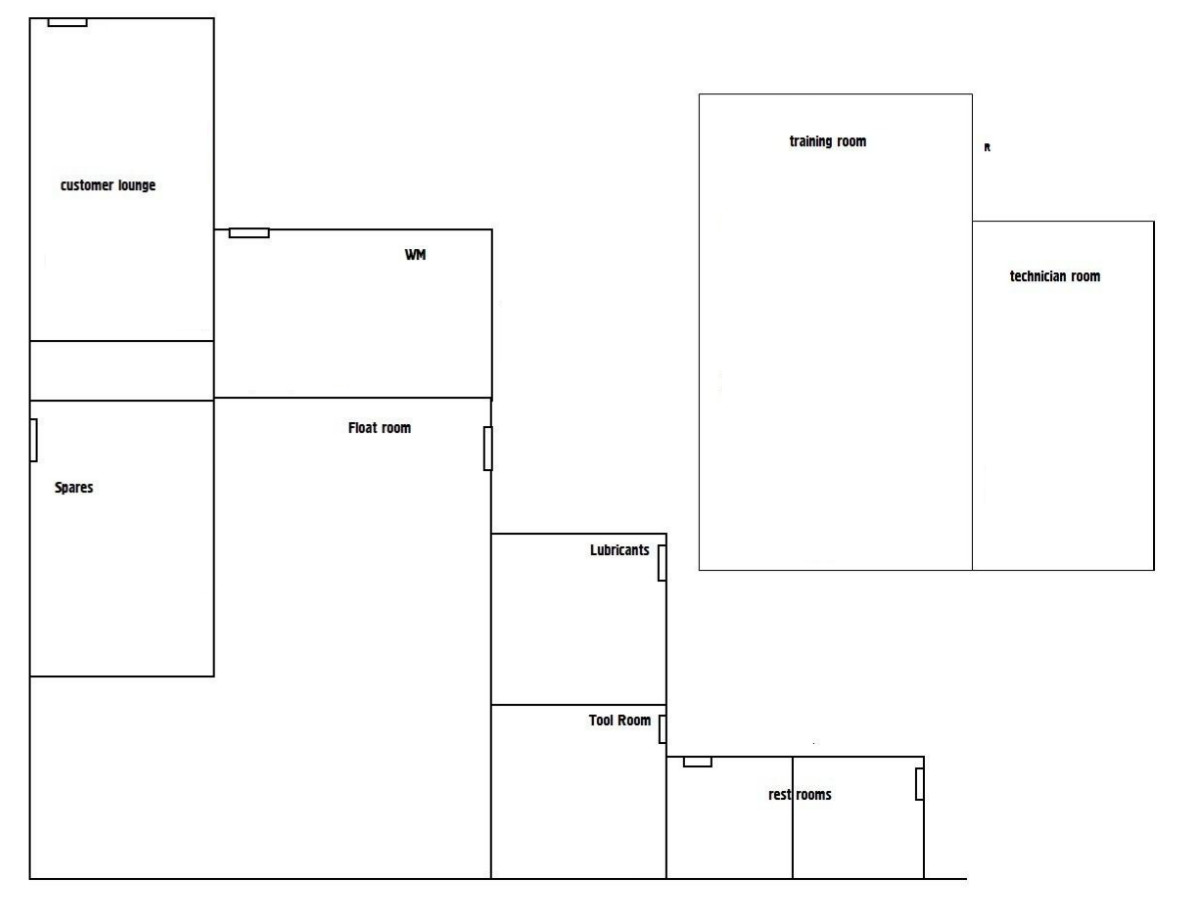 training room
R
customer lounge
WM
technician room
Float room
Spares
Lubricants
Tool Room
rest rooms